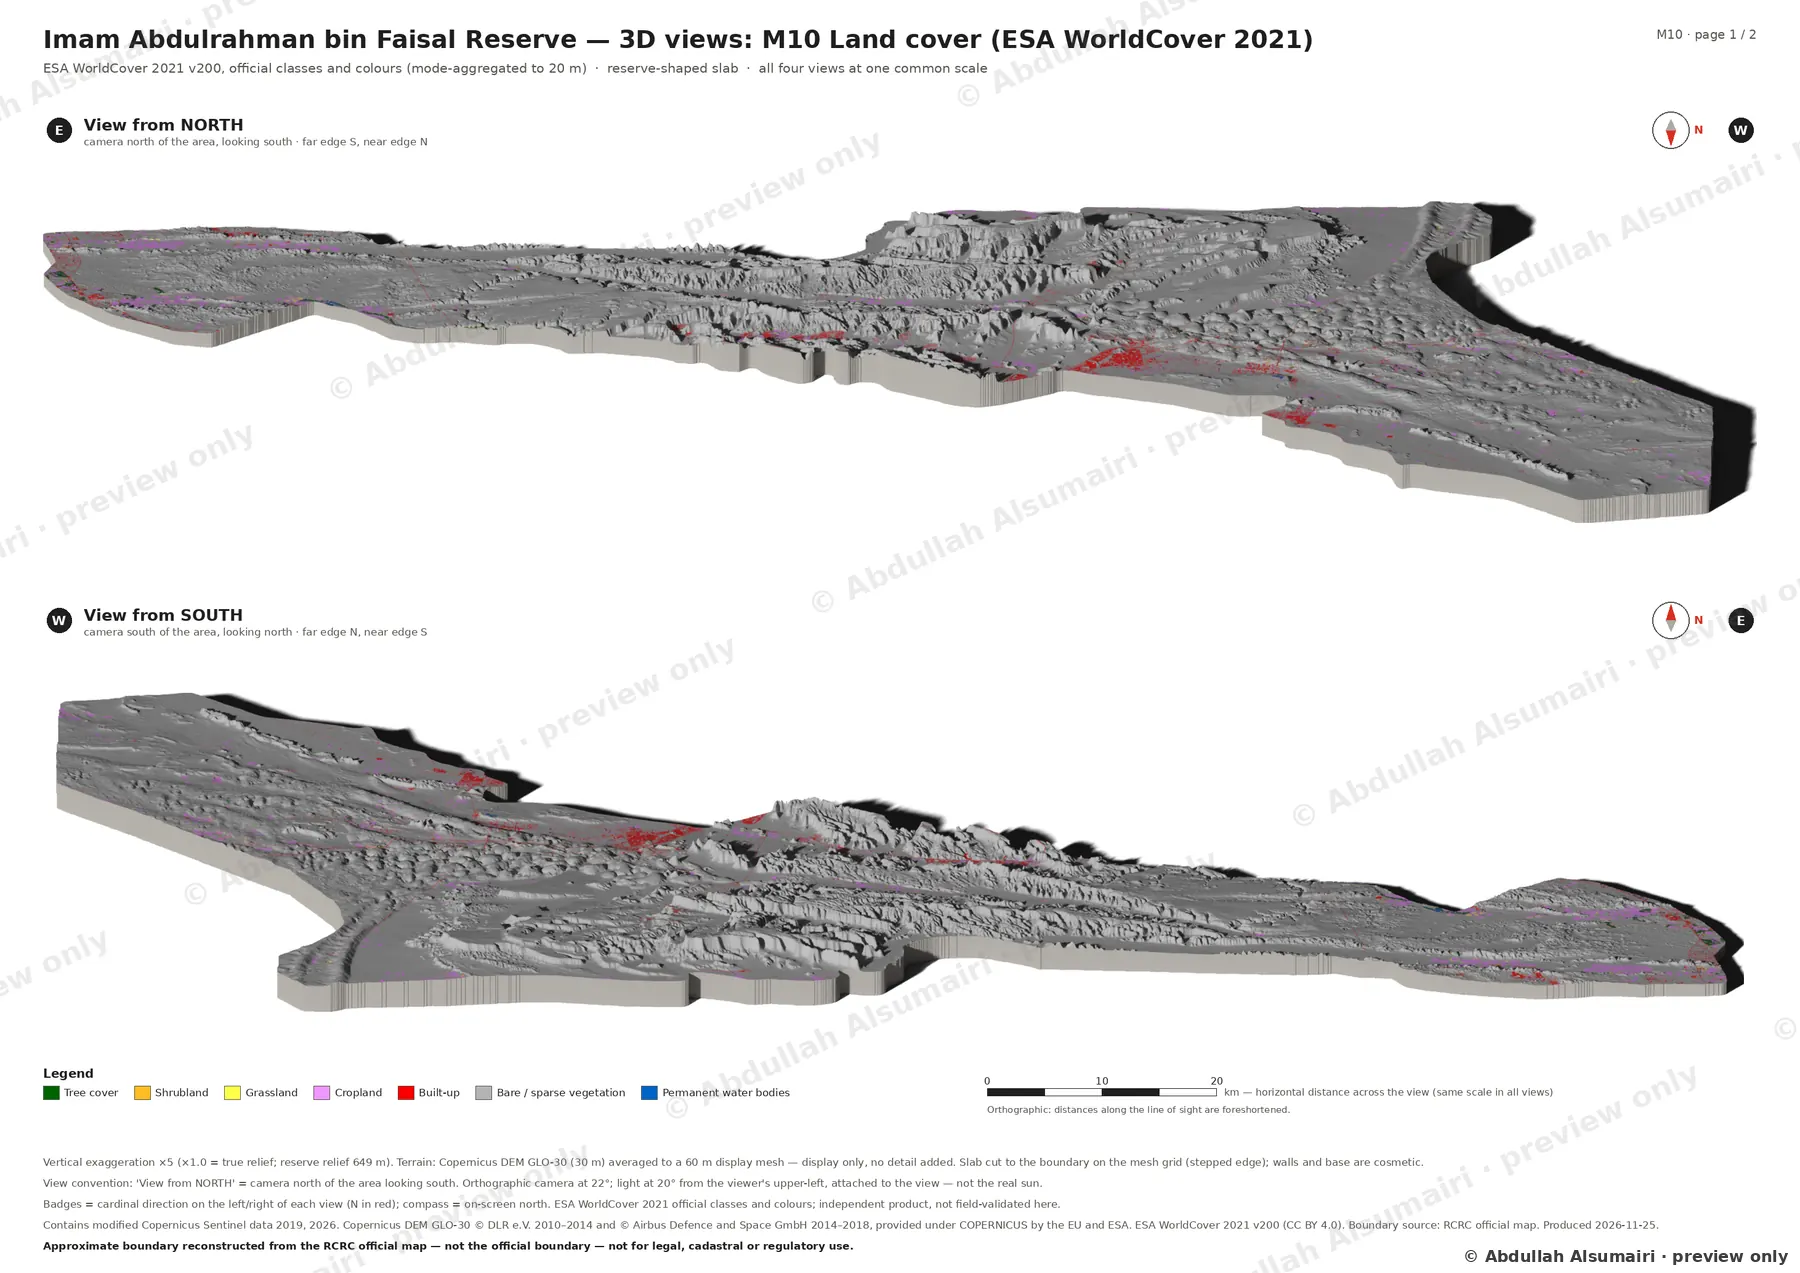 Imam Abdulrahman bin Faisal Reserve — 3D views: M10 Land cover (ESA WorldCover 2021)
M10 · page 1 / 2
ESA WorldCover 2021 v200, official classes and colours (mode-aggregated to 20 m) · reserve-shaped slab · all four views at one common scale
E
View from NORTH
camera north of the area, looking south · far edge S, near edge N
N
W
W
View from SOUTH
camera south of the area, looking north · far edge N, near edge S
N
E
Legend
Tree cover
Shrubland
Grassland
Cropland
Built-up
Bare / sparse vegetation
Permanent water bodies
0 10 20
km — horizontal distance across the view (same scale in all views)
Orthographic: distances along the line of sight are foreshortened.
Vertical exaggeration ×5 (×1.0 = true relief; reserve relief 649 m). Terrain: Copernicus DEM GLO-30 (30 m) averaged to a 60 m display mesh — display only, no detail added. Slab cut to the boundary on the mesh grid (stepped edge); walls and base are cosmetic.
View convention: 'View from NORTH' = camera north of the area looking south. Orthographic camera at 22°; light at 20° from the viewer's upper-left, attached to the view — not the real sun.
Badges = cardinal direction on the left/right of each view (N in red); compass = on-screen north. ESA WorldCover 2021 official classes and colours; independent product, not field-validated here.
Contains modified Copernicus Sentinel data 2019, 2026. Copernicus DEM GLO-30 © DLR e.V. 2010–2014 and © Airbus Defence and Space GmbH 2014–2018, provided under COPERNICUS by the EU and ESA. ESA WorldCover 2021 v200 (CC BY 4.0). Boundary source: RCRC official map. Produced 2026-11-25.
Approximate boundary reconstructed from the RCRC official map — not the official boundary — not for legal, cadastral or regulatory use.
© Abdullah Alsumairi · preview only
© Abdullah Alsumairi · preview only